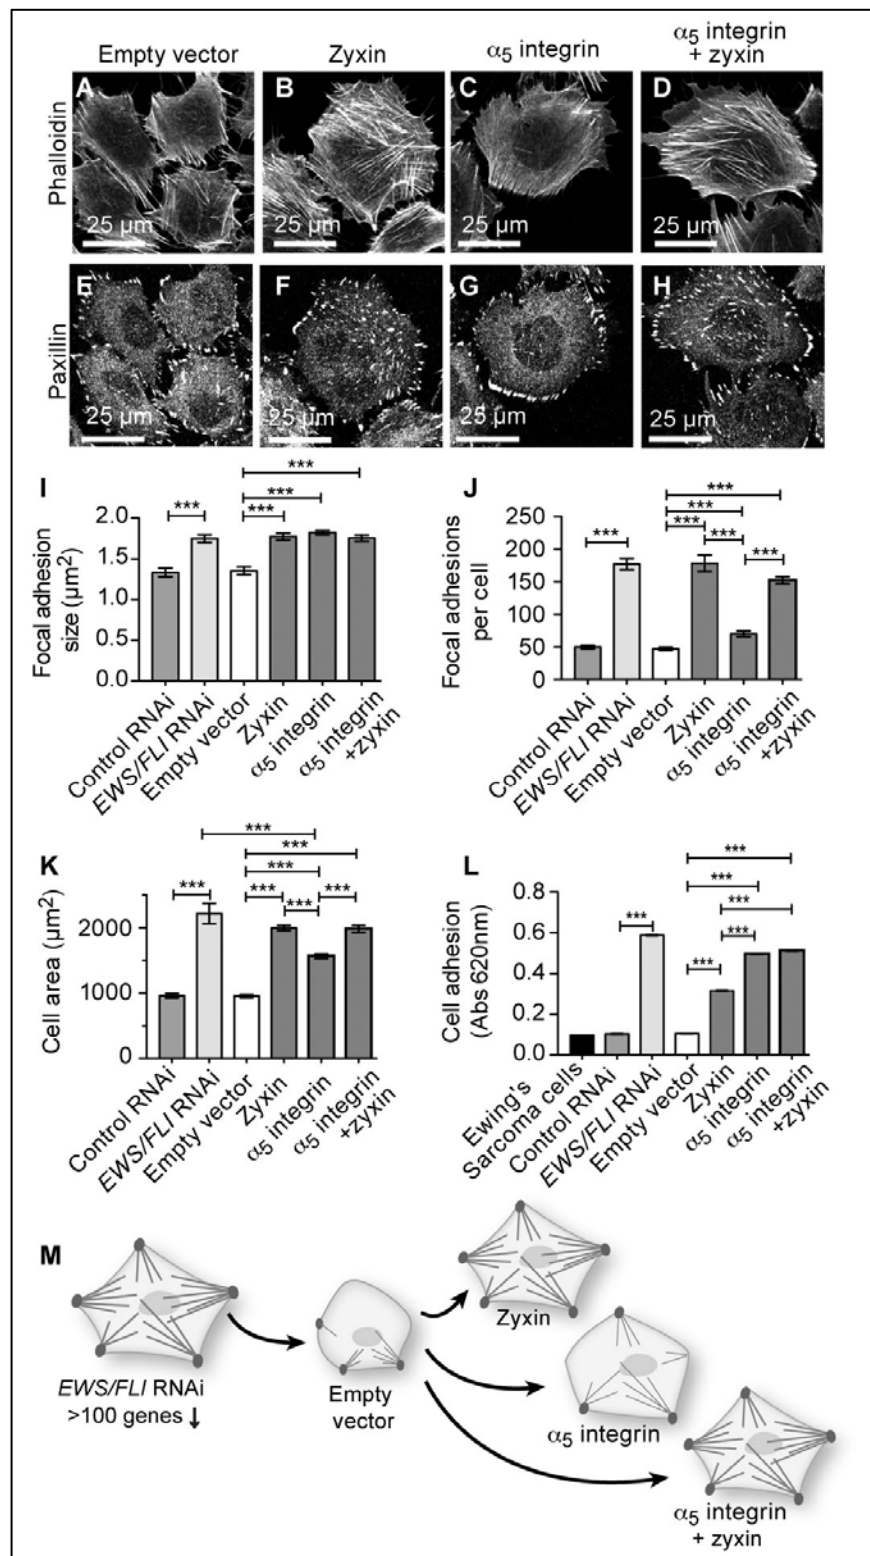 Empty vector
Zyxin
α5 integrin
α5 integrin
+ zyxin
Phalloidin
A
B
C
D
25 µm
25 µm
25 µm
25 µm
Paxillin
E
F
G
H
25 µm
25 µm
25 µm
25 µm
I
***
***
***
***
Focal adhesion
size (µm²)
2.0
1.8
1.5
1.0
0.0
Control RNAi
EWS/FLI RNAi
Empty vector
Zyxin
α5 integrin
α5 integrin
+zyxin
J
***
***
***
***
***
***
Focal adhesions
per cell
250
200
150
100
50
0
Control RNAi
EWS/FLI RNAi
Empty vector
Zyxin
α5 integrin
α5 integrin
+zyxin
K
***
***
***
***
***
***
***
Cell area (µm²)
2000
1000
0
Control RNAi
EWS/FLI RNAi
Empty vector
Zyxin
α5 integrin
α5 integrin
+zyxin
L
***
***
***
***
***
***
Cell adhesion
(Abs 620nm)
0.8
0.6
0.4
0.2
0.0
Ewing's
Sarcoma cells
Control RNAi
EWS/FLI RNAi
Empty vector
Zyxin
α5 integrin
α5 integrin
+zyxin
M
EWS/FLI RNAi
>100 genes ↓
Empty
vector
Zyxin
α5 integrin
α5 integrin
+ zyxin